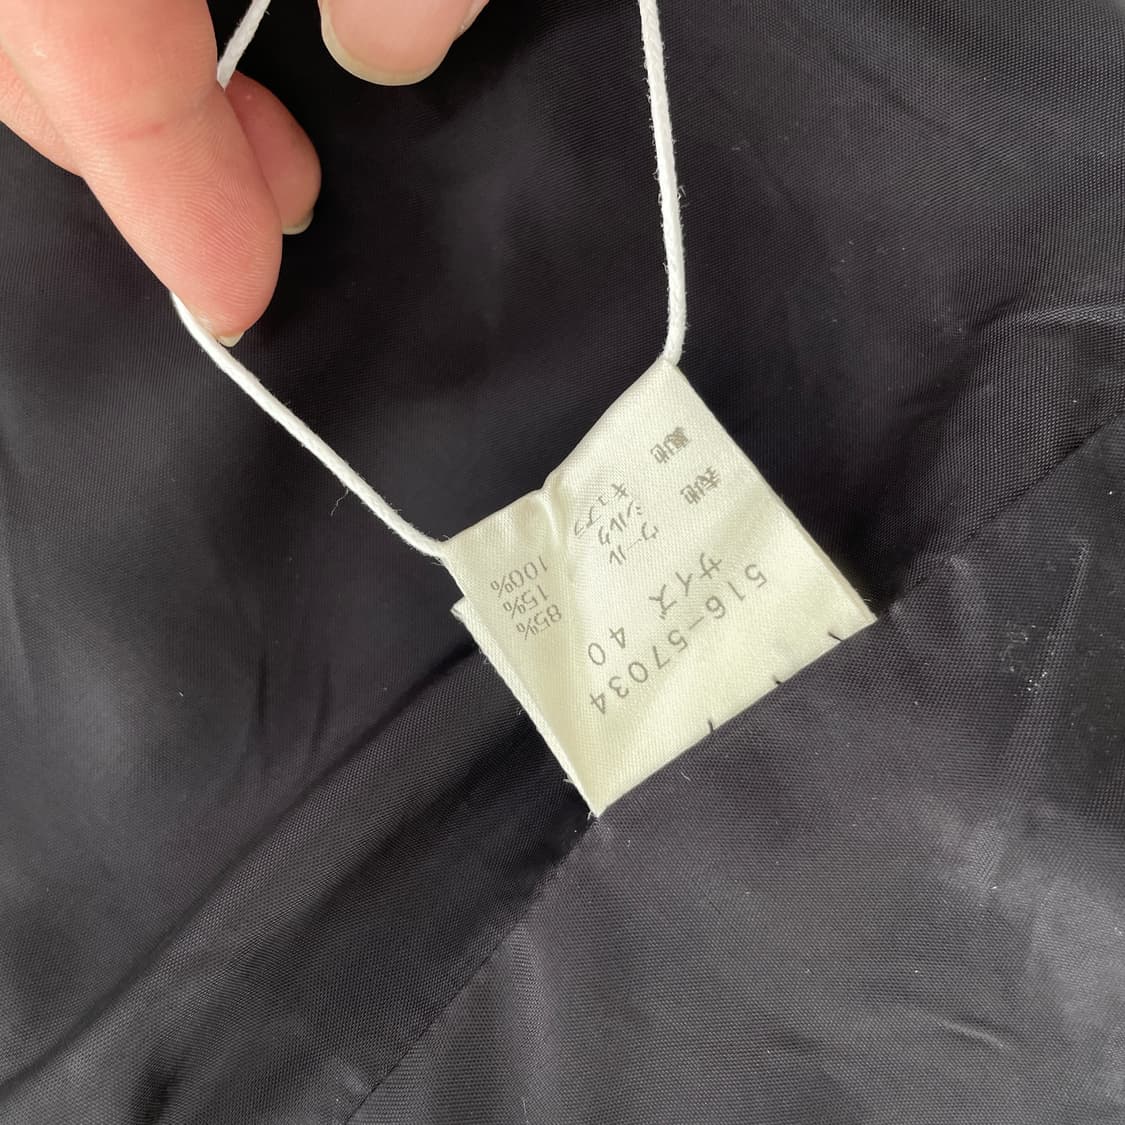 516-57034
サイズ 40
表地 ウール 85%
シルク 15%
裏地 キュプラ 100%